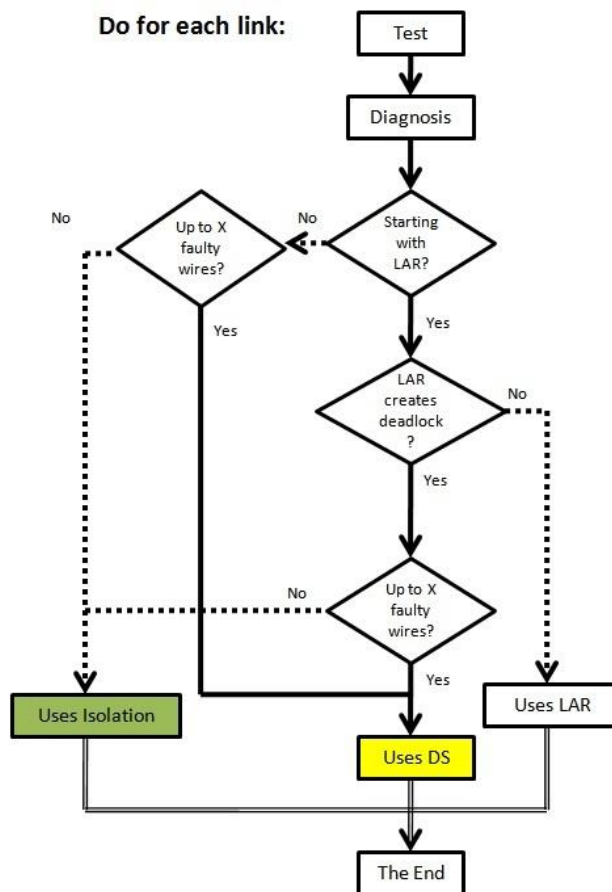 Do for each link:
Test
Diagnosis
No
Up to X
faulty
wires?
No
Starting
with
LAR?
Yes
Yes
LAR
creates
deadlock
?
No
Yes
No
Up to X
faulty
wires?
Yes
Uses Isolation
Uses LAR
Uses DS
The End